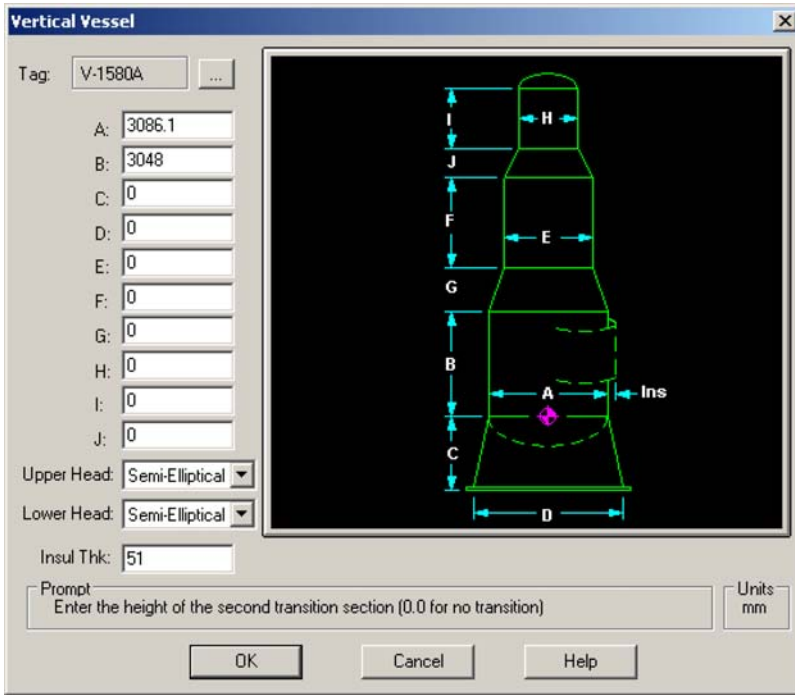 Vertical Vessel
Tag: V-1580A ...
A: 3086.1
B: 3048
C: 0
D: 0
E: 0
F: 0
G: 0
H: 0
I: 0
J: 0
Upper Head: Semi-Elliptical
Lower Head: Semi-Elliptical
Insul Thk: 51
I
H
J
F
E
G
B
A
Ins
C
D
Prompt
Enter the height of the second transition section (0.0 for no transition)
Units
mm
OK Cancel Help